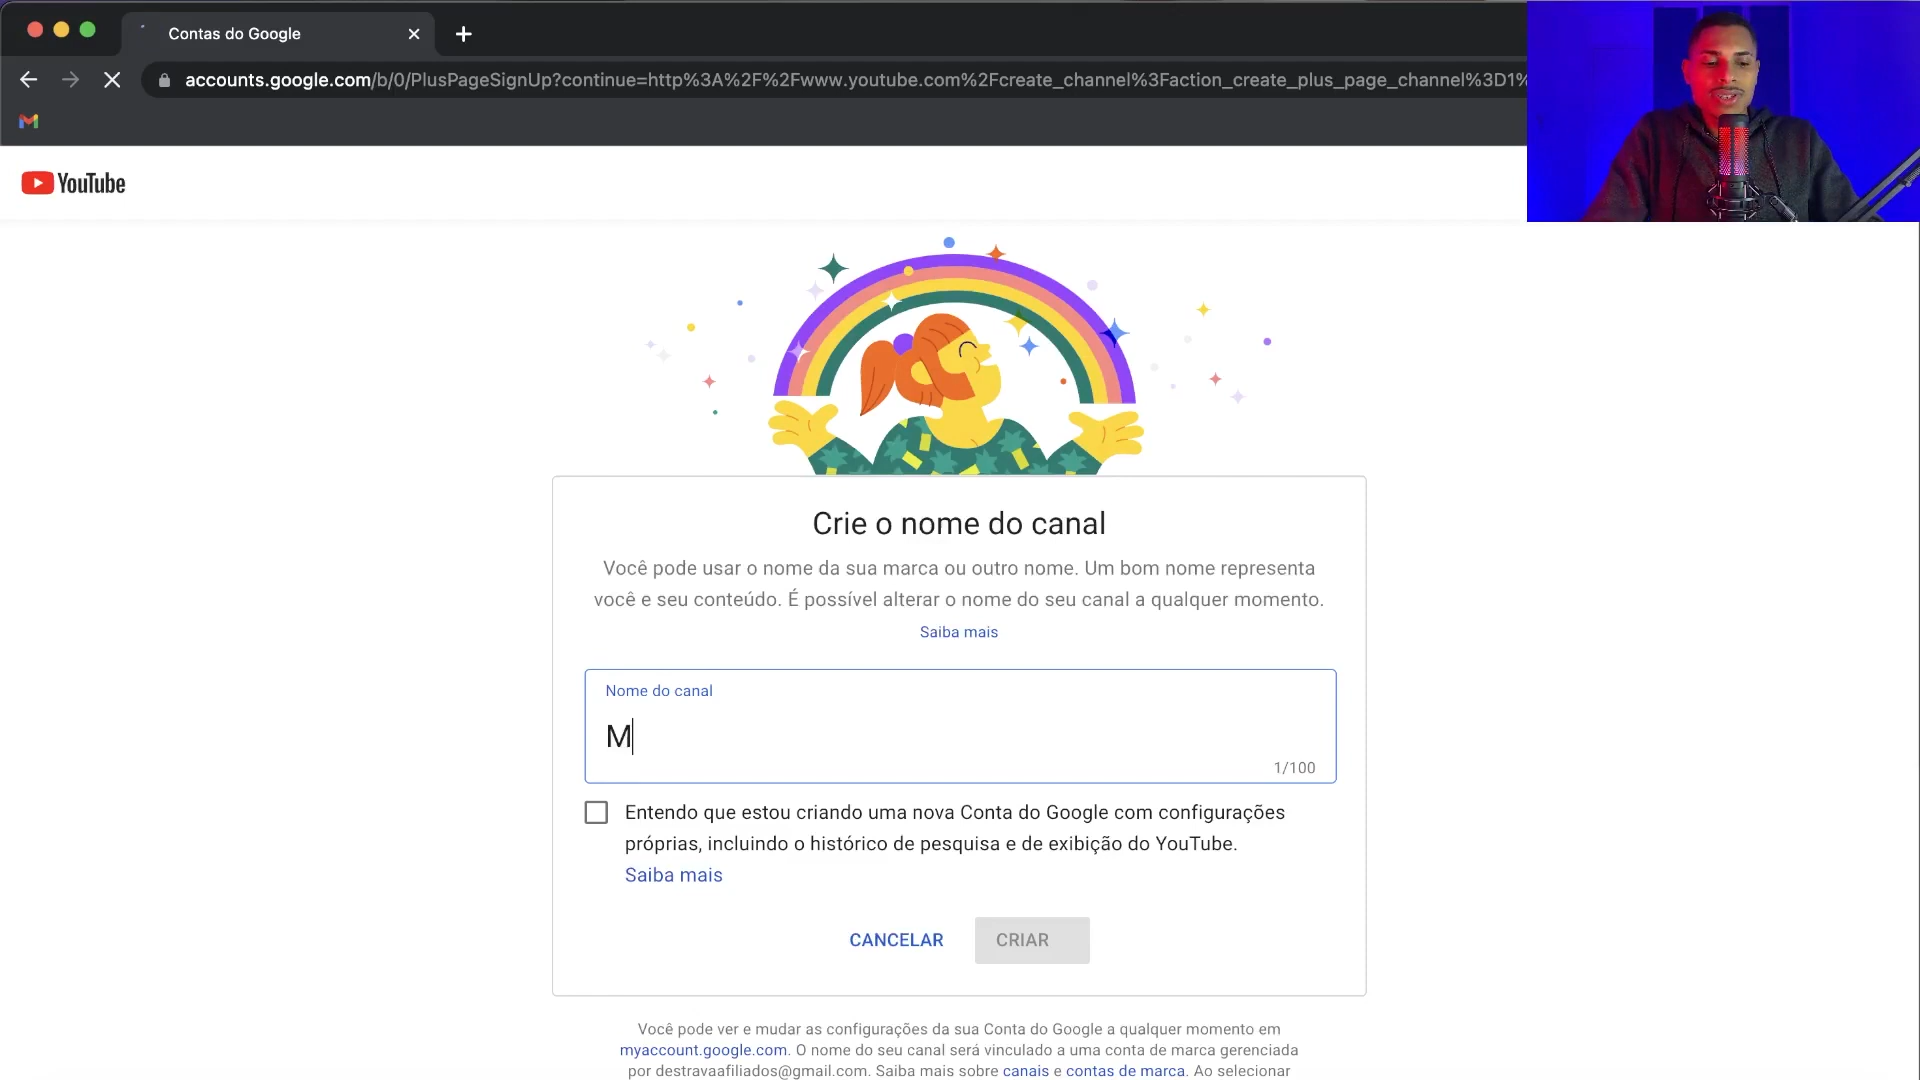 Contas do Google
accounts.google.com/b/0/PlusPageSignUp?continue=http%3A%2F%2Fwww.youtube.com%2Fcreate_channel%3Faction_create_plus_page_channel%3D1%
YouTube
Crie o nome do canal
Você pode usar o nome da sua marca ou outro nome. Um bom nome representa
você e seu conteúdo. É possível alterar o nome do seu canal a qualquer momento.
Saiba mais
Nome do canal
M
1/100
Entendo que estou criando uma nova Conta do Google com configurações
próprias, incluindo o histórico de pesquisa e de exibição do YouTube.
Saiba mais
CANCELAR CRIAR
Você pode ver e mudar as configurações da sua Conta do Google a qualquer momento em
myaccount.google.com. O nome do seu canal será vinculado a uma conta de marca gerenciada
por destravaafiliados@gmail.com. Saiba mais sobre canais e contas de marca. Ao selecionar